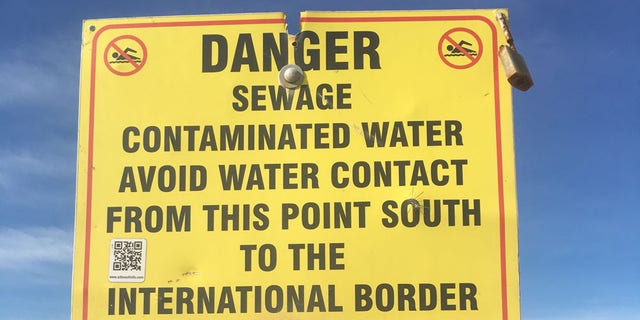 DANGER
SEWAGE
CONTAMINATED WATER
AVOID WATER CONTACT
FROM THIS POINT SOUTH
TO THE
INTERNATIONAL BORDER